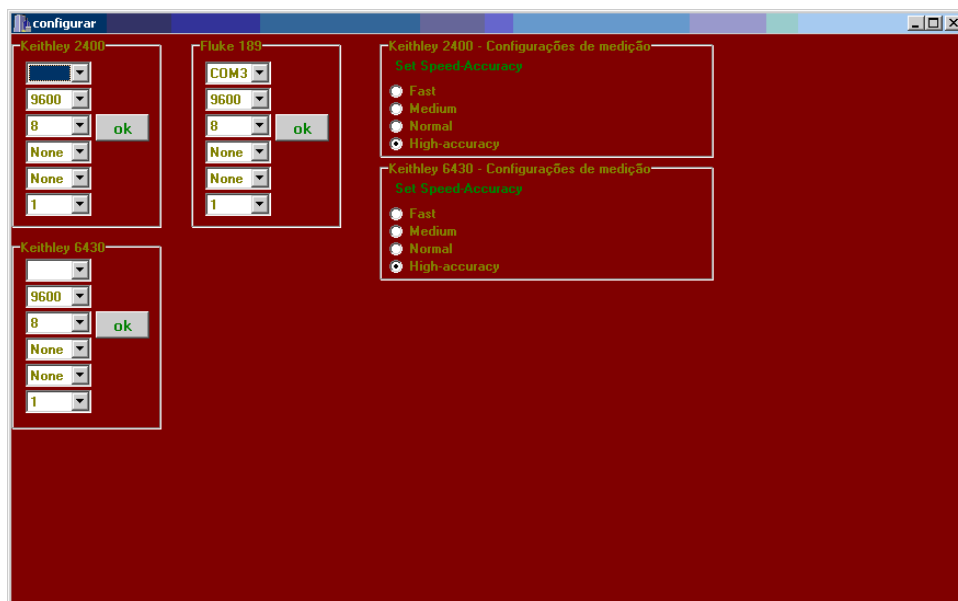 configurar
Keithley 2400
9600
8
ok
None
None
1
Fluke 189
COM3
9600
8
ok
None
None
1
Keithley 2400 - Configurações de medição
Set Speed-Accuracy
Fast
Medium
Normal
High-accuracy
Keithley 6430 - Configurações de medição
Set Speed-Accuracy
Fast
Medium
Normal
High-accuracy
Keithley 6430
9600
8
ok
None
None
1